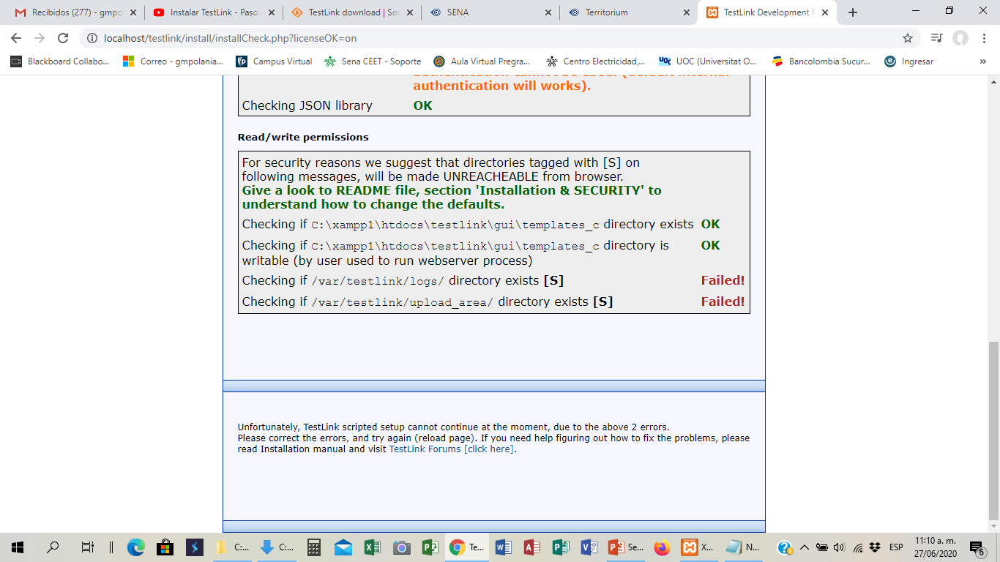 Recibidos (277) - gmpol
Instalar TestLink - Paso
TestLink download | Sou
SENA
Territorium
TestLink Development P
localhost/testlink/install/installCheck.php?licenseOK=on
Blackboard Collabo...
Correo - gmpolania...
Campus Virtual
Sena CEET - Soporte
Aula Virtual Pregra...
Centro Electricidad,...
UOC (Universitat O...
Bancolombia Sucur...
Ingresar
authentication will works).
Checking JSON library OK
Read/write permissions
For security reasons we suggest that directories tagged with [S] on
following messages, will be made UNREACHEABLE from browser.
Give a look to README file, section 'Installation & SECURITY' to
understand how to change the defaults.
Checking if C:\xampp1\htdocs\testlink\gui\templates_c directory exists OK
Checking if C:\xampp1\htdocs\testlink\gui\templates_c directory is OK
writable (by user used to run webserver process)
Checking if /var/testlink/logs/ directory exists [S] Failed!
Checking if /var/testlink/upload_area/ directory exists [S] Failed!
Unfortunately, TestLink scripted setup cannot continue at the moment, due to the above 2 errors.
Please correct the errors, and try again (reload page). If you need help figuring out how to fix the problems, please
read Installation manual and visit TestLink Forums [click here].
C:...
C:...
Te...
Se...
X...
N...
ESP
11:10 a. m.
27/06/2020
6